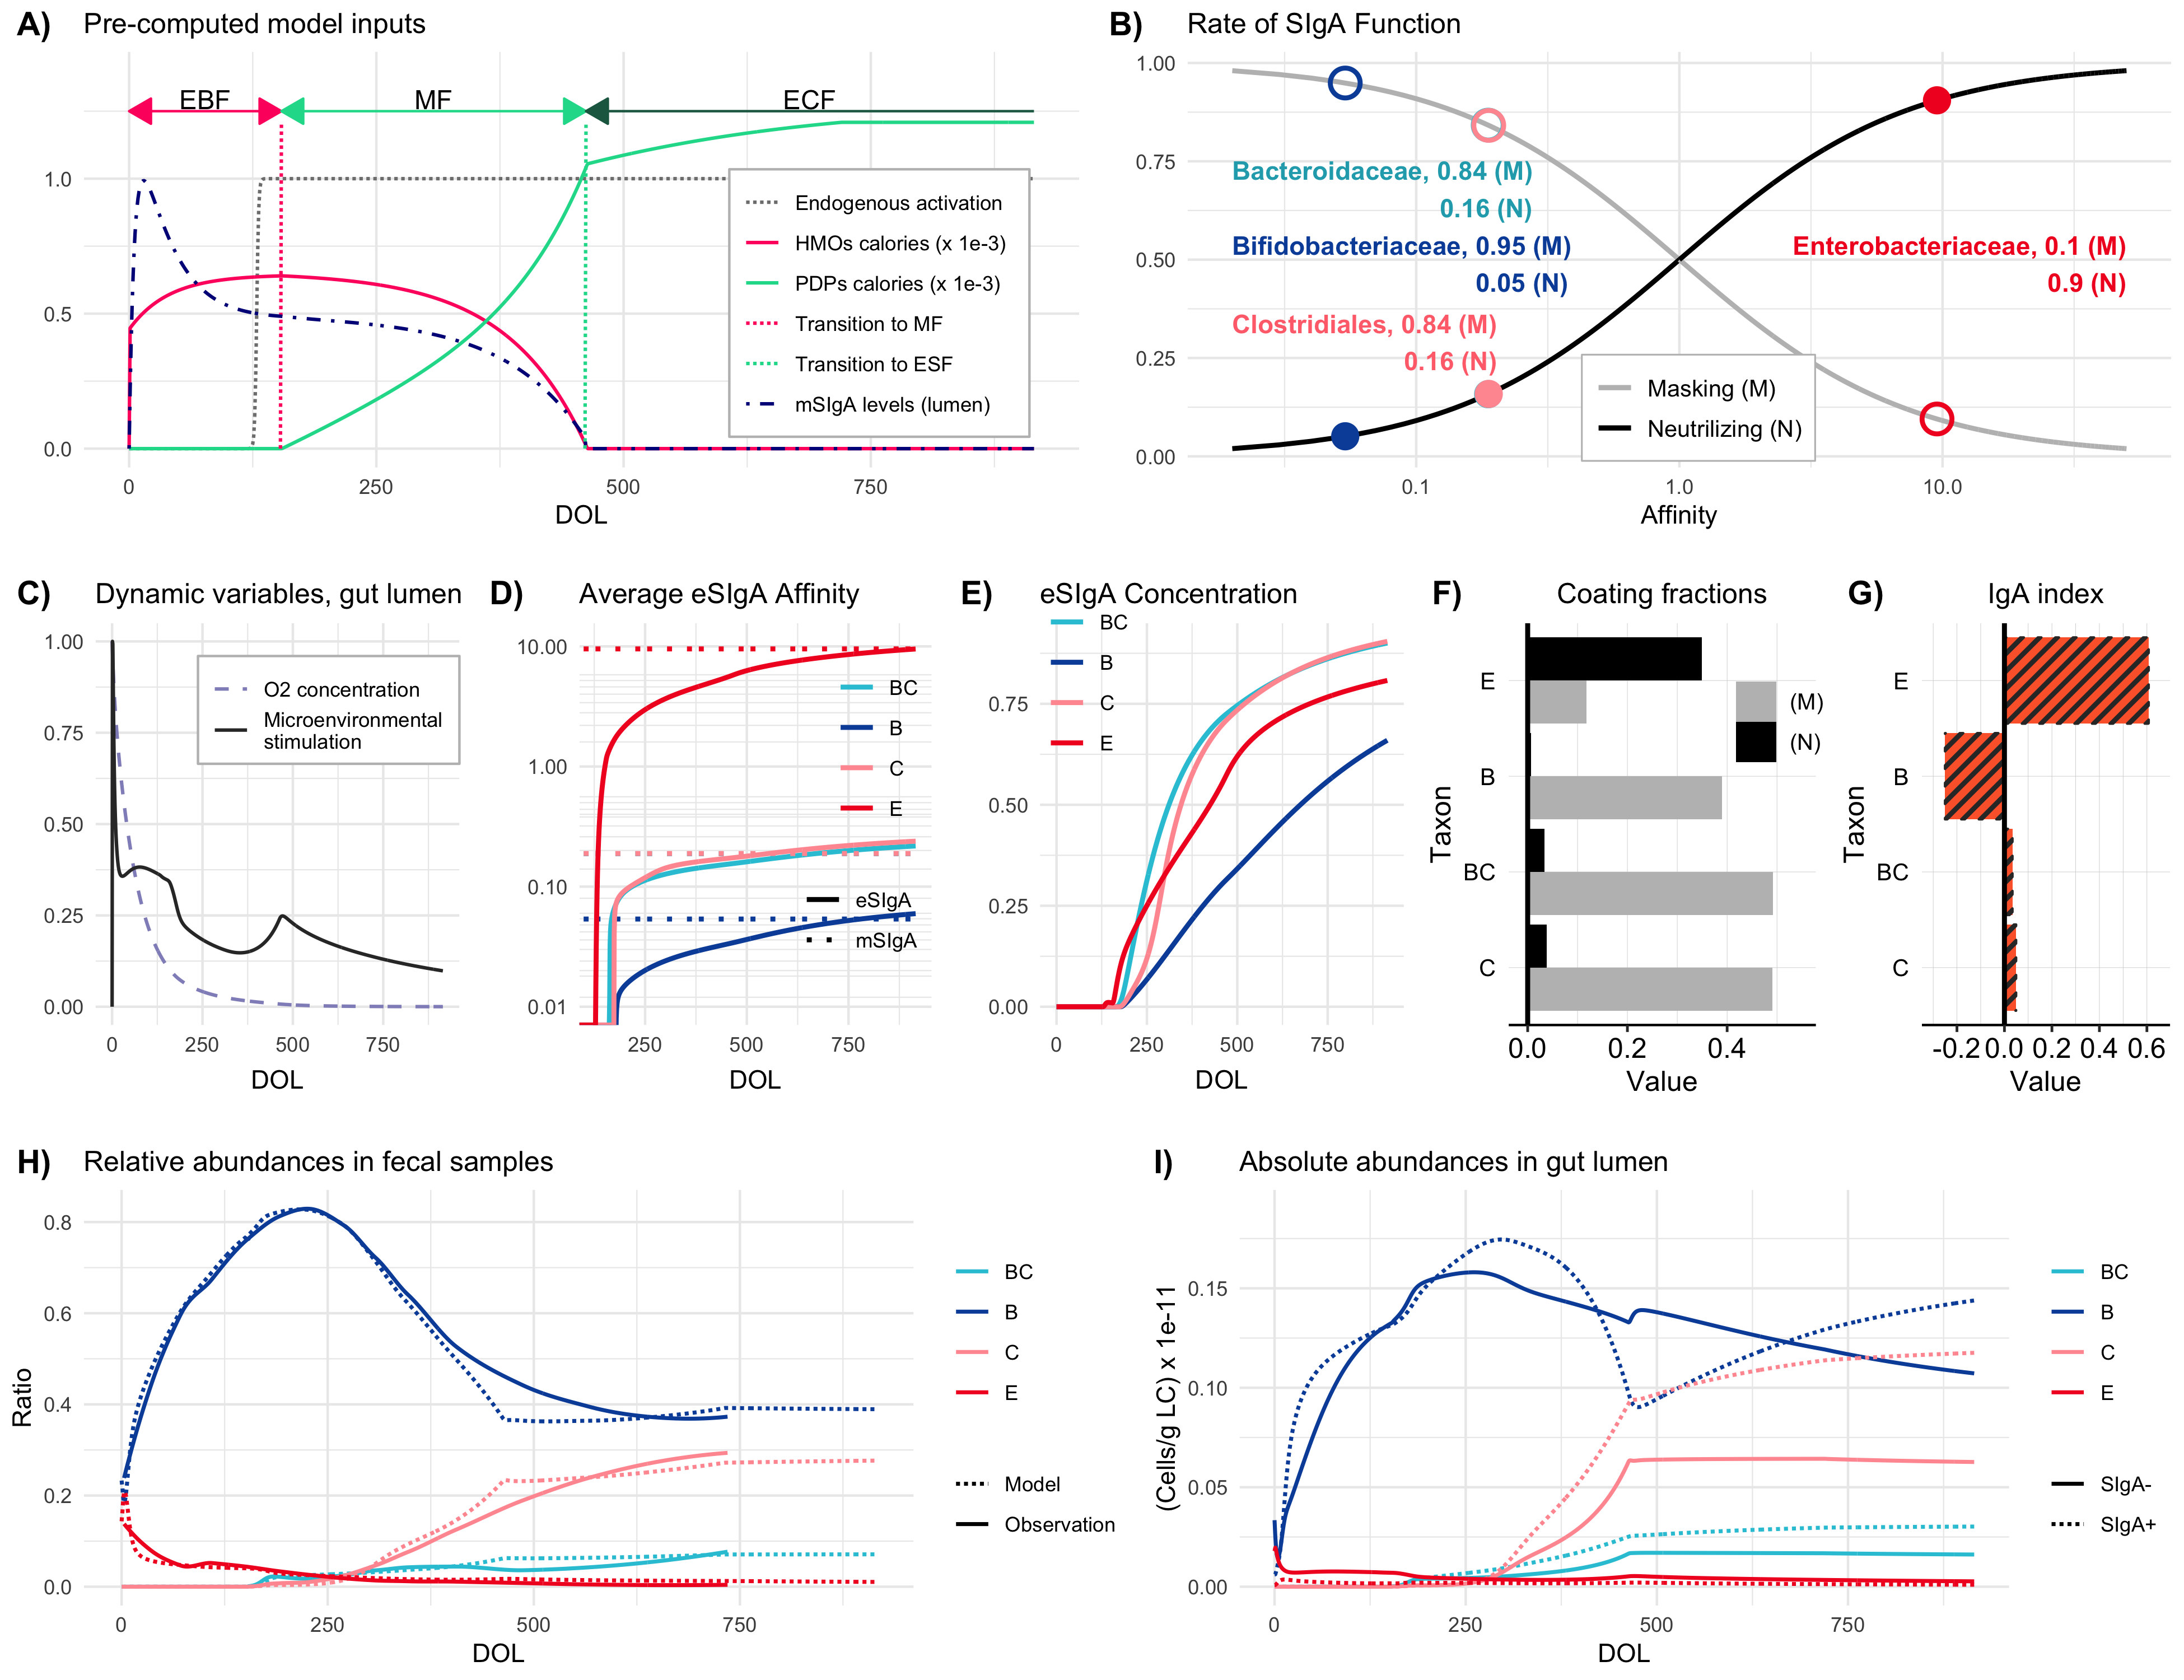 A) Pre-computed model inputs
EBF MF ECF
1.0
0.5
0.0
Endogenous activation
HMOs calories (x 1e-3)
PDPs calories (x 1e-3)
Transition to MF
Transition to ESF
mSIgA levels (lumen)
0 250 500 750
DOL
B) Rate of SIgA Function
1.00
0.75
0.50
0.25
0.00
Bacteroidaceae, 0.84 (M)
0.16 (N)
Bifidobacteriaceae, 0.95 (M)
0.05 (N)
Clostridiales, 0.84 (M)
0.16 (N)
Enterobacteriaceae, 0.1 (M)
0.9 (N)
Masking (M)
Neutrilizing (N)
0.1 1.0 10.0
Affinity
C) Dynamic variables, gut lumen
1.00
0.75
0.50
0.25
0.00
O2 concentration
Microenvironmental
stimulation
0 250 500 750
DOL
D) Average eSIgA Affinity
10.00
1.00
0.10
0.01
BC
B
C
E
eSIgA
mSIgA
250 500 750
DOL
E) eSIgA Concentration
BC
B
C
E
0.75
0.50
0.25
0.00
0 250 500 750
DOL
F) Coating fractions
Taxon
E
B
BC
C
(M)
(N)
0.0 0.2 0.4
Value
G) IgA index
Taxon
E
B
BC
C
-0.2 0.0 0.2 0.4 0.6
Value
H) Relative abundances in fecal samples
Ratio
0.8
0.6
0.4
0.2
0.0
0 250 500 750
DOL
BC
B
C
E
Model
Observation
I) Absolute abundances in gut lumen
(Cells/g LC) x 1e-11
0.15
0.10
0.05
0.00
0 250 500 750
DOL
BC
B
C
E
SIgA-
SIgA+